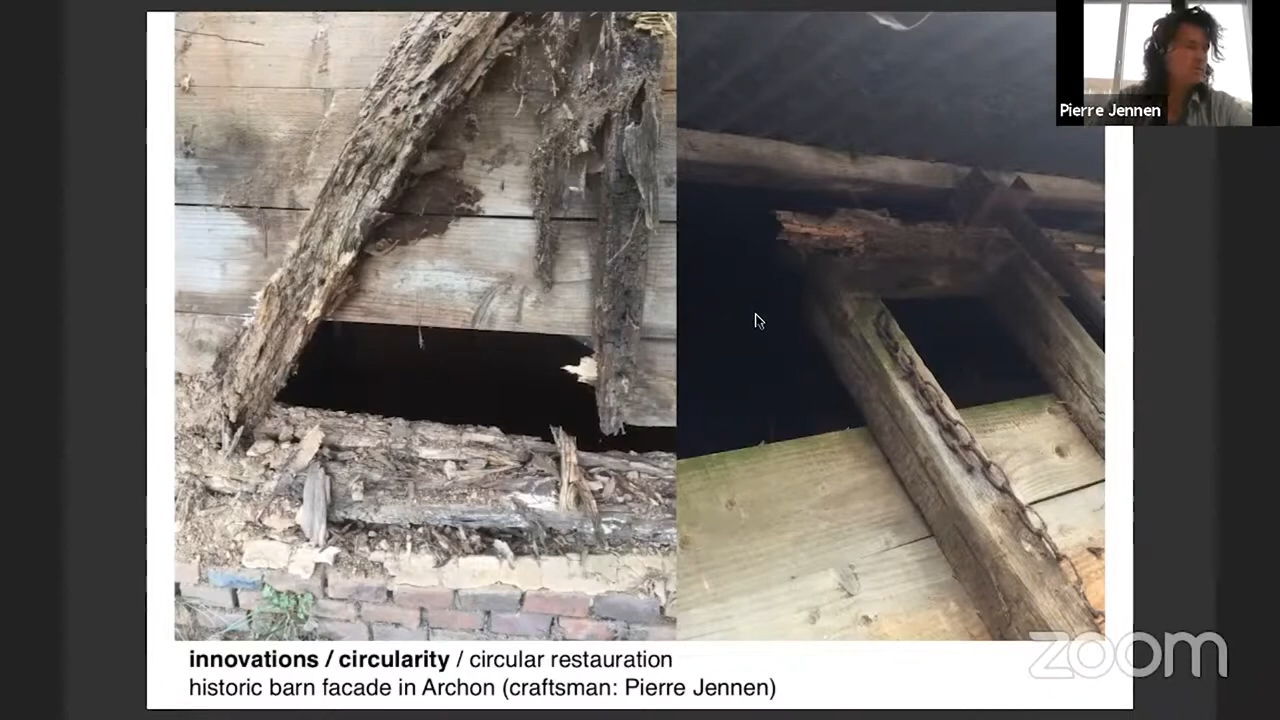 Pierre Jennen
innovations / circularity / circular restauration
historic barn facade in Archon (craftsman: Pierre Jennen)
zoom